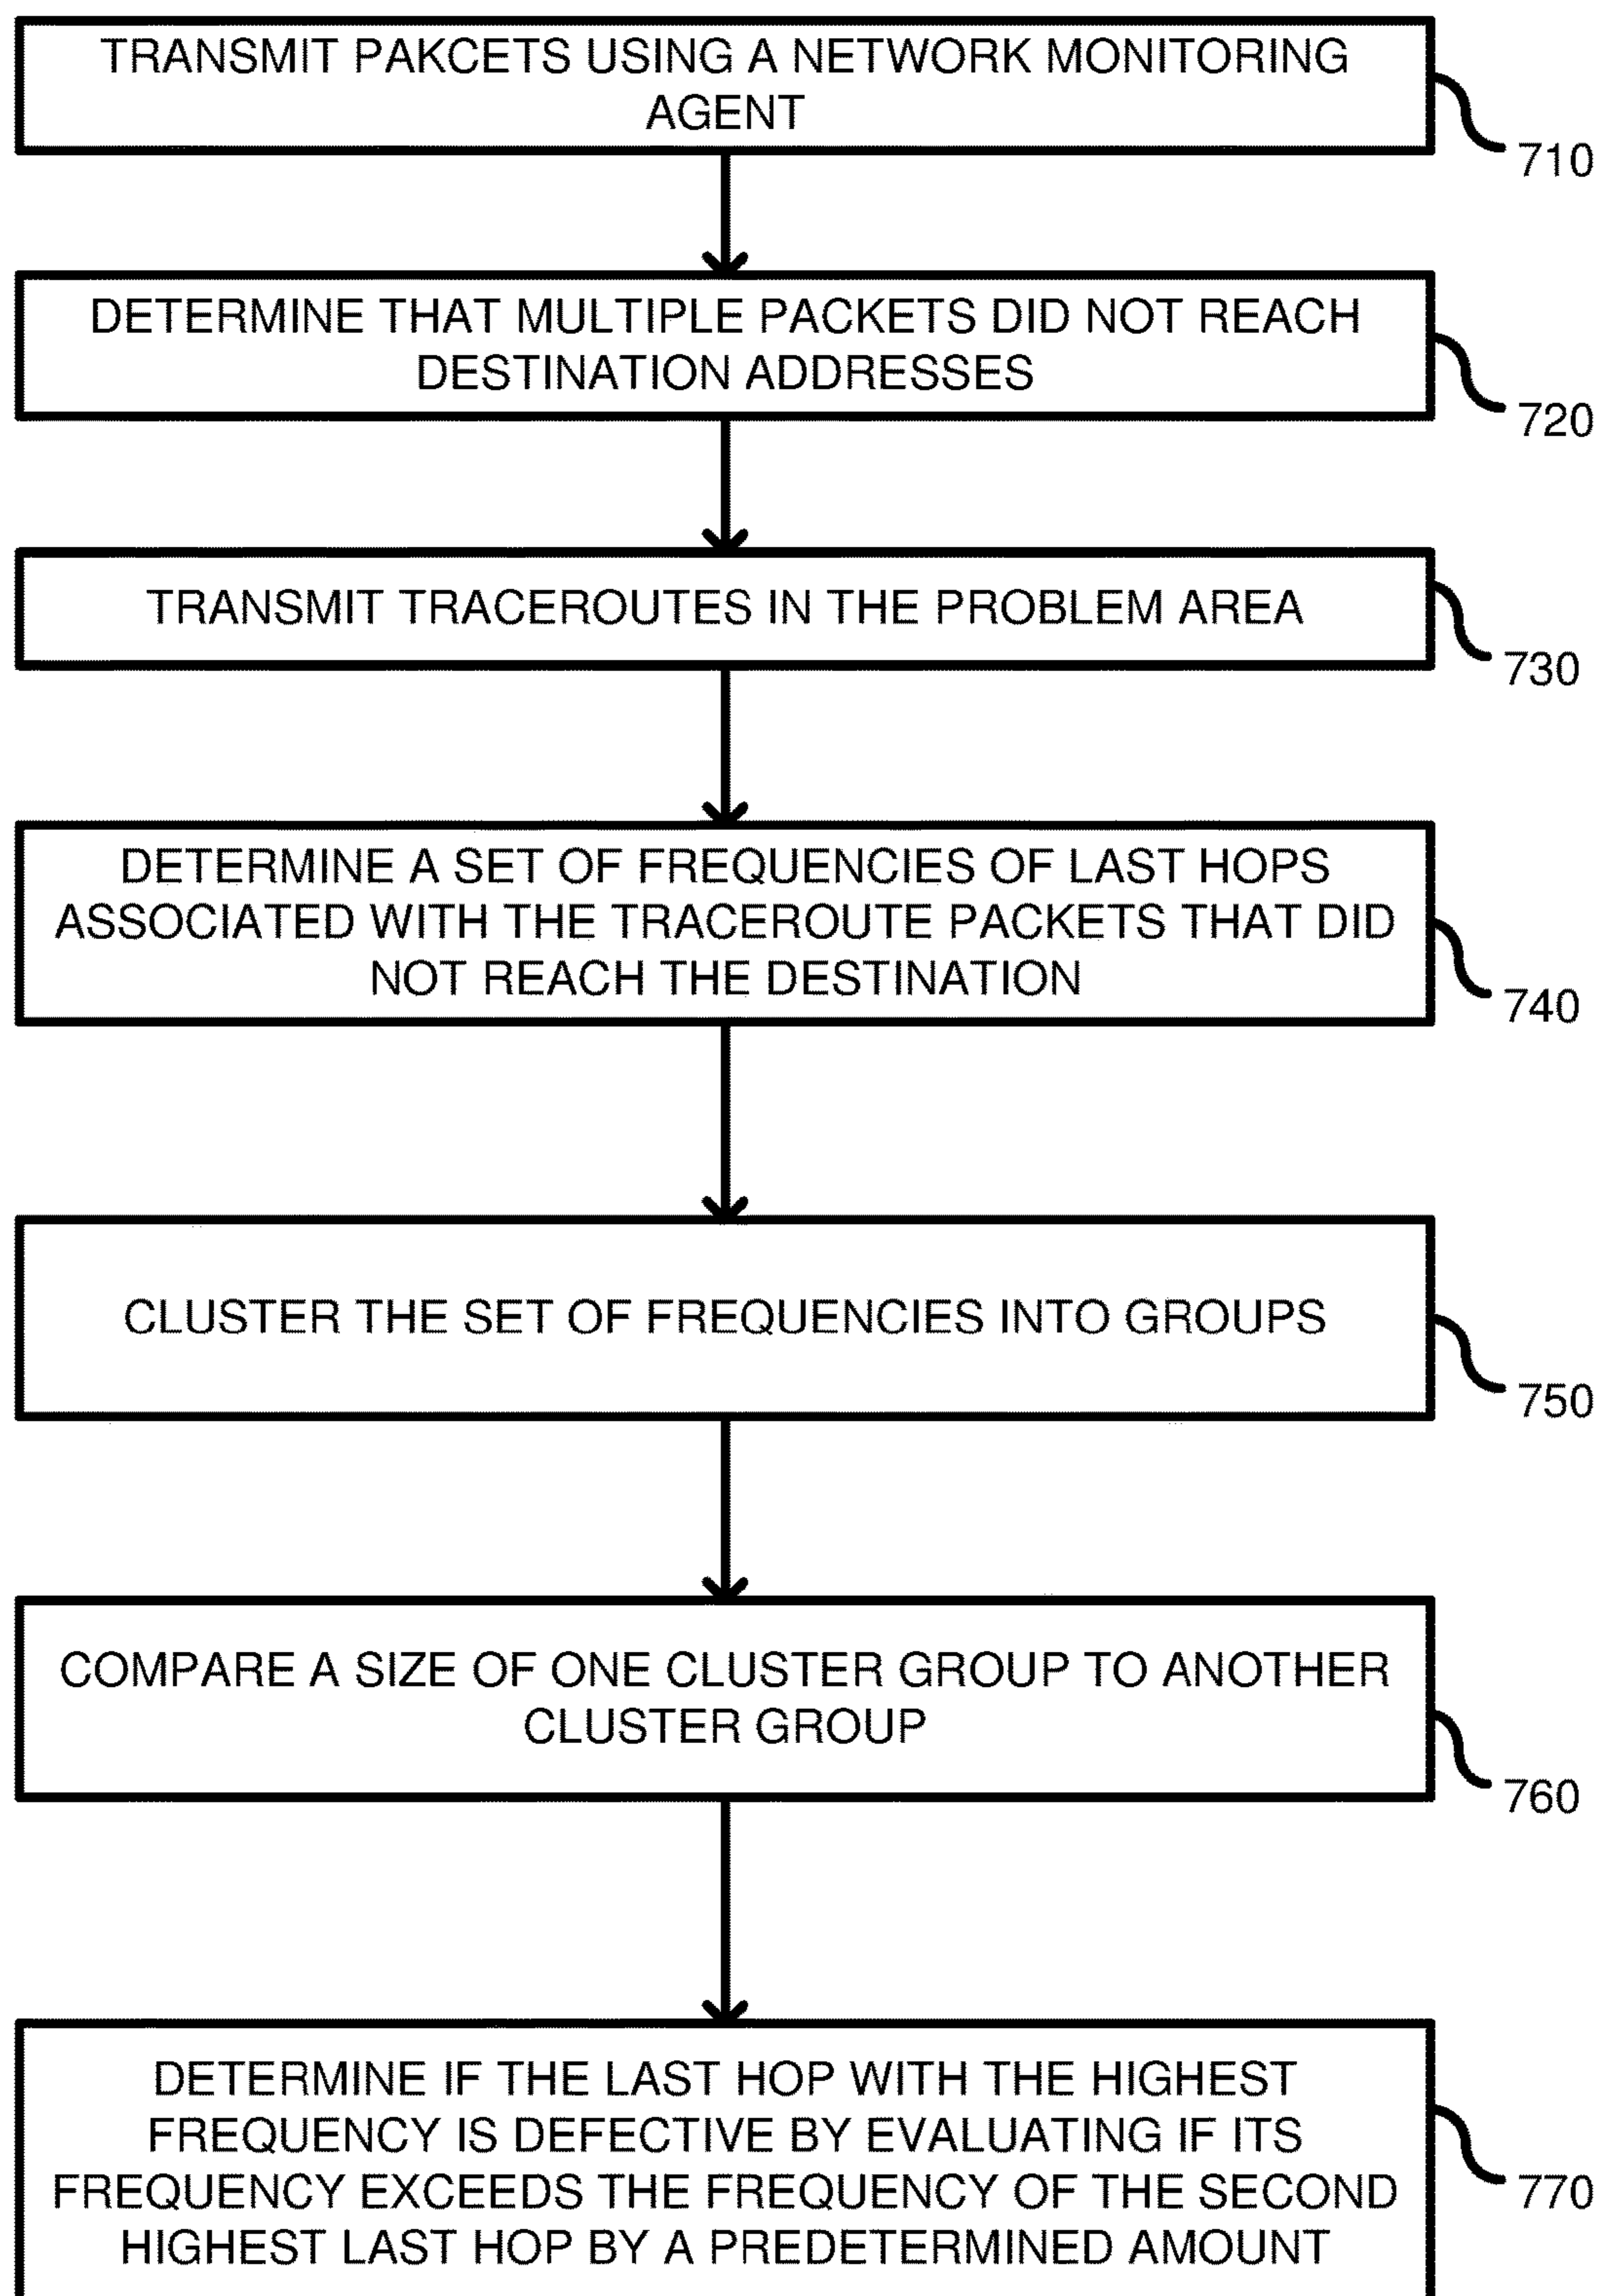 TRANSMIT PAKCETS USING A NETWORK MONITORING
AGENT
710
DETERMINE THAT MULTIPLE PACKETS DID NOT REACH
DESTINATION ADDRESSES
720
TRANSMIT TRACEROUTES IN THE PROBLEM AREA
730
DETERMINE A SET OF FREQUENCIES OF LAST HOPS
ASSOCIATED WITH THE TRACEROUTE PACKETS THAT DID
NOT REACH THE DESTINATION
740
CLUSTER THE SET OF FREQUENCIES INTO GROUPS
750
COMPARE A SIZE OF ONE CLUSTER GROUP TO ANOTHER
CLUSTER GROUP
760
DETERMINE IF THE LAST HOP WITH THE HIGHEST
FREQUENCY IS DEFECTIVE BY EVALUATING IF ITS
FREQUENCY EXCEEDS THE FREQUENCY OF THE SECOND
HIGHEST LAST HOP BY A PREDETERMINED AMOUNT
770